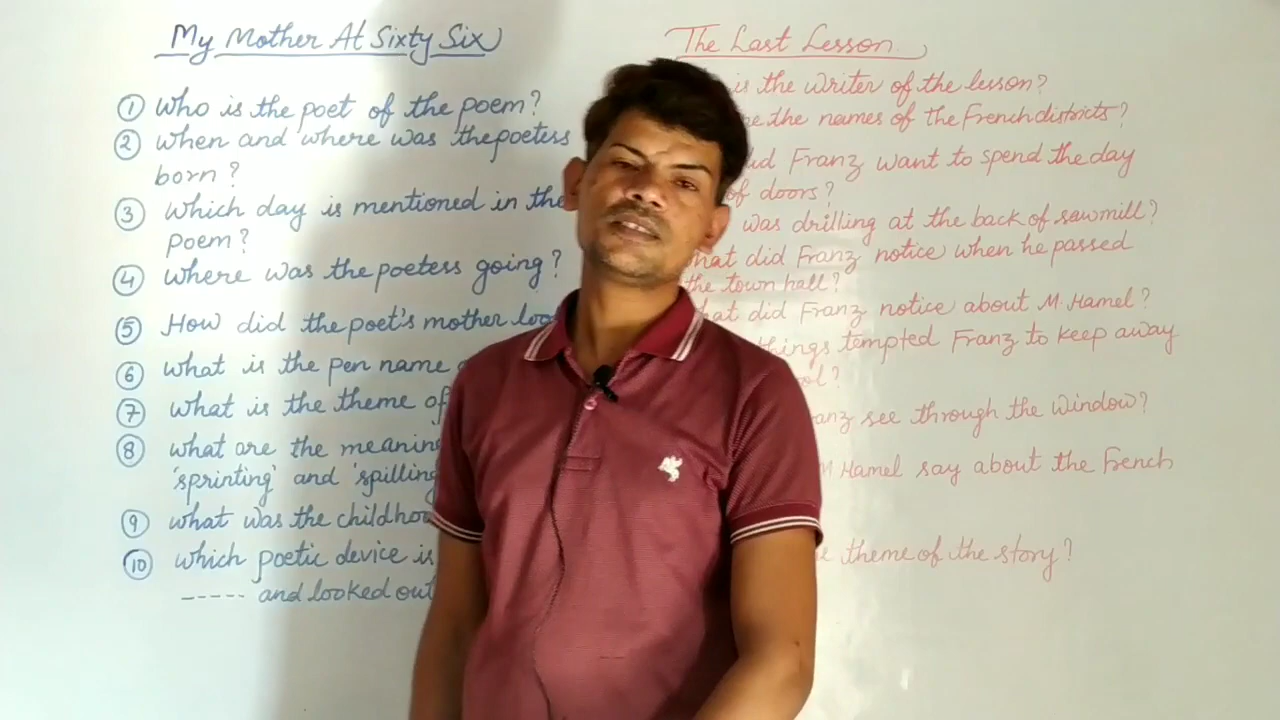 My Mother At Sixty Six
① Who is the poet of the poem?
② when and where was the poetess
born?
③ which day is mentioned in the
poem?
④ where was the poetess going?
⑤ How did the poet's mother
⑥ what is the pen name
⑦ what is the theme of
⑧ what are the meaning
'sprinting' and 'spilling
⑨ what was the
⑩ which poetic device is
----- and looked out
The Last Lesson
is the writer of the lesson?
the names of the French districts?
Franz want to spend the day
of doors?
was drilling at the back of sawmill?
did Franz notice when he passed
the town hall?
did Franz notice about M. Hamel?
things tempted Franz to keep away
see through the window?
M Hamel say about the French
theme of the story?